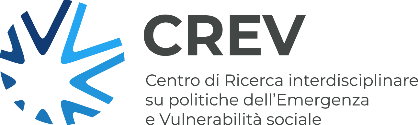 CREV
Centro di Ricerca interdisciplinare
su politiche dell'Emergenza
e Vulnerabilità sociale